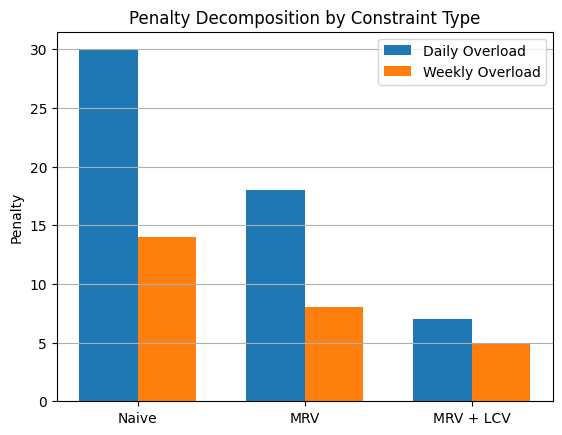 Penalty Decomposition by Constraint Type
Daily Overload
Weekly Overload
Penalty
30
25
20
15
10
5
0
Naive
MRV
MRV + LCV